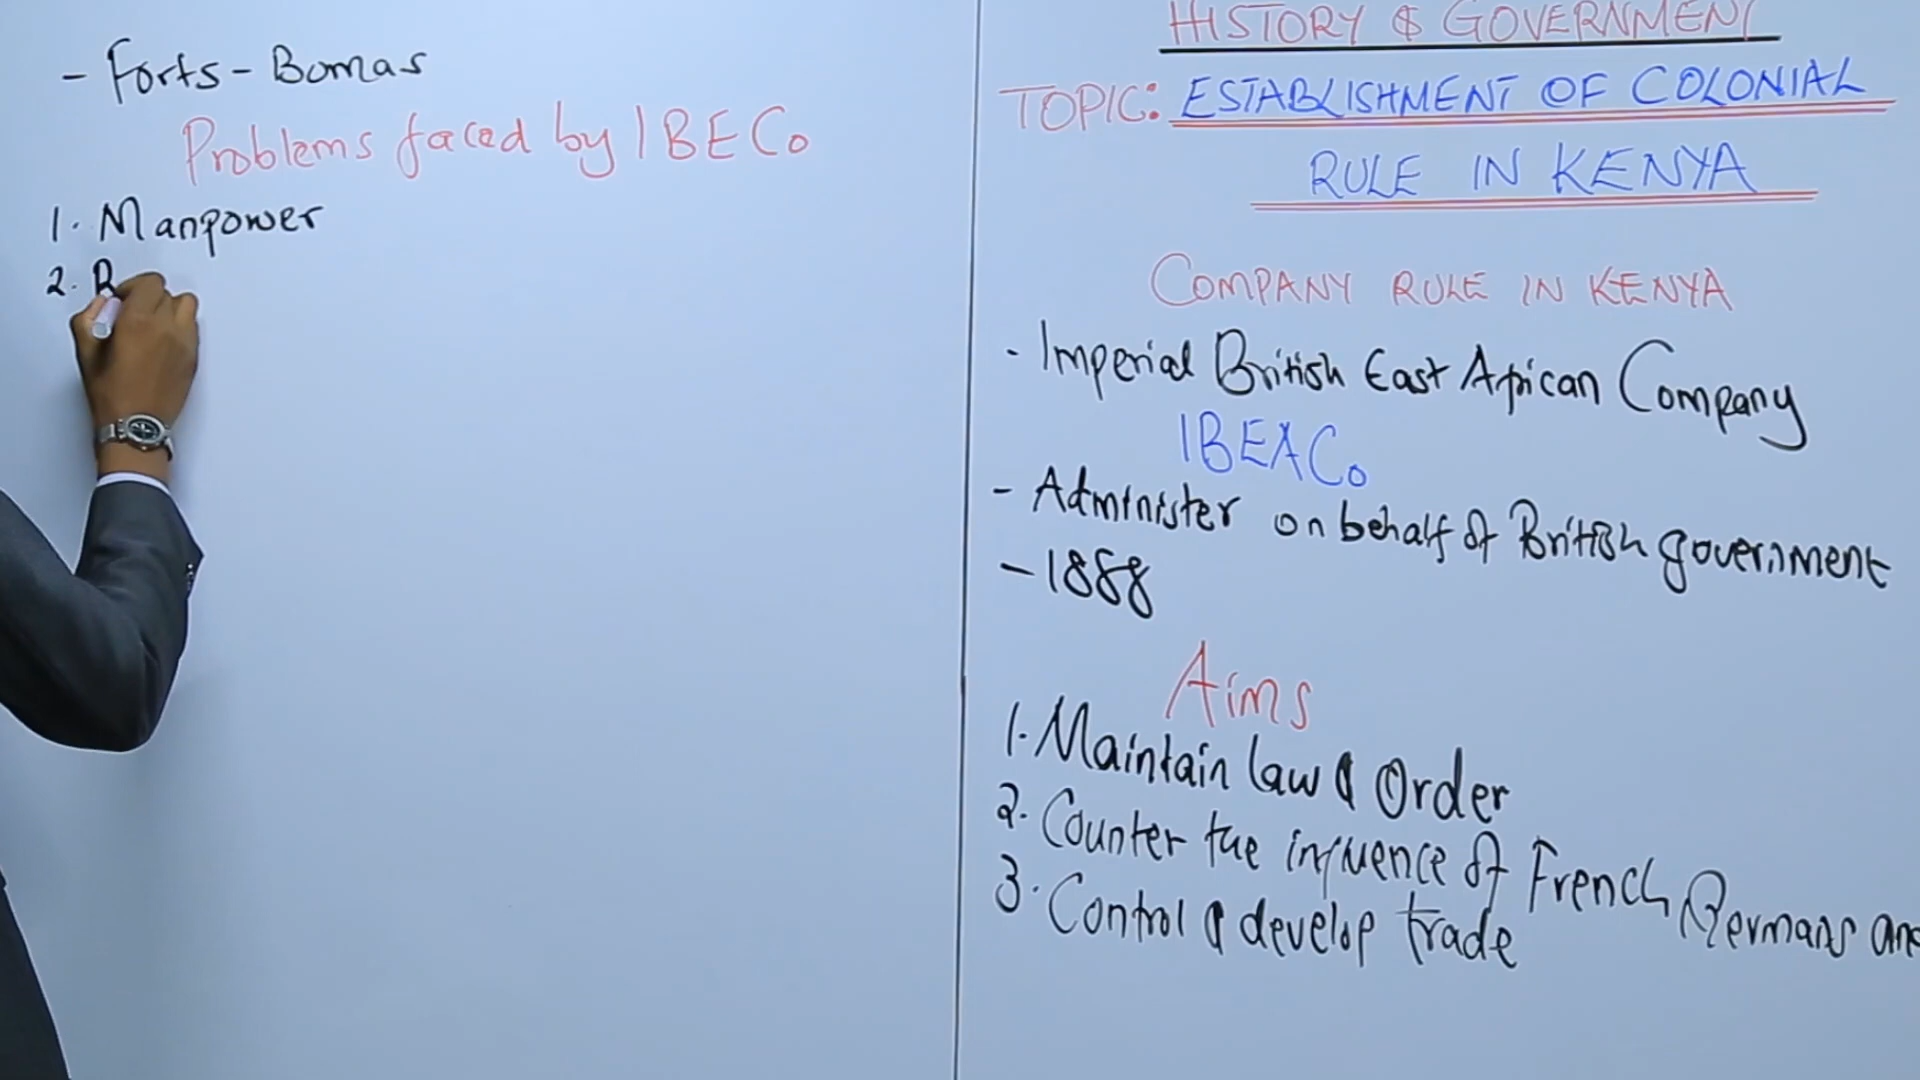 - Forts - Bomas
Problems faced by IBECo
1. Manpower
2. R
HISTORY & GOVERNMENT
TOPIC: ESTABLISHMENT OF COLONIAL
RULE IN KENYA
COMPANY RULE IN KENYA
- Imperial British East African Company
IBEACo
- Administer on behalf of British government
- 1888
Aims
1. Maintain law & Order
2. Counter the influence of French Germans and
3. Control & develop trade